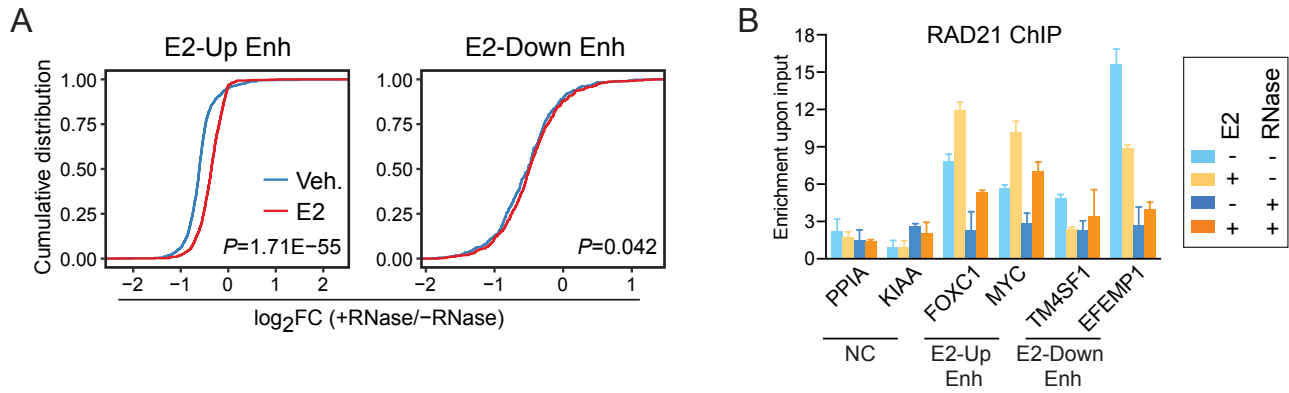 A
E2-Up Enh
E2-Down Enh
Cumulative distribution
1.00
0.75
0.50
0.25
0.00
Veh.
E2
P=1.71E−55
−2 −1 0 1 2
1.00
0.75
0.50
0.25
0.00
P=0.042
−2 −1 0 1
log2FC (+RNase/−RNase)
B
RAD21 ChIP
Enrichment upon input
18
15
12
9
6
3
0
PPIA
KIAA
FOXC1
MYC
TM4SF1
EFEMP1
NC
E2-Up
Enh
E2-Down
Enh
E2 RNase
- -
+ -
- +
+ +